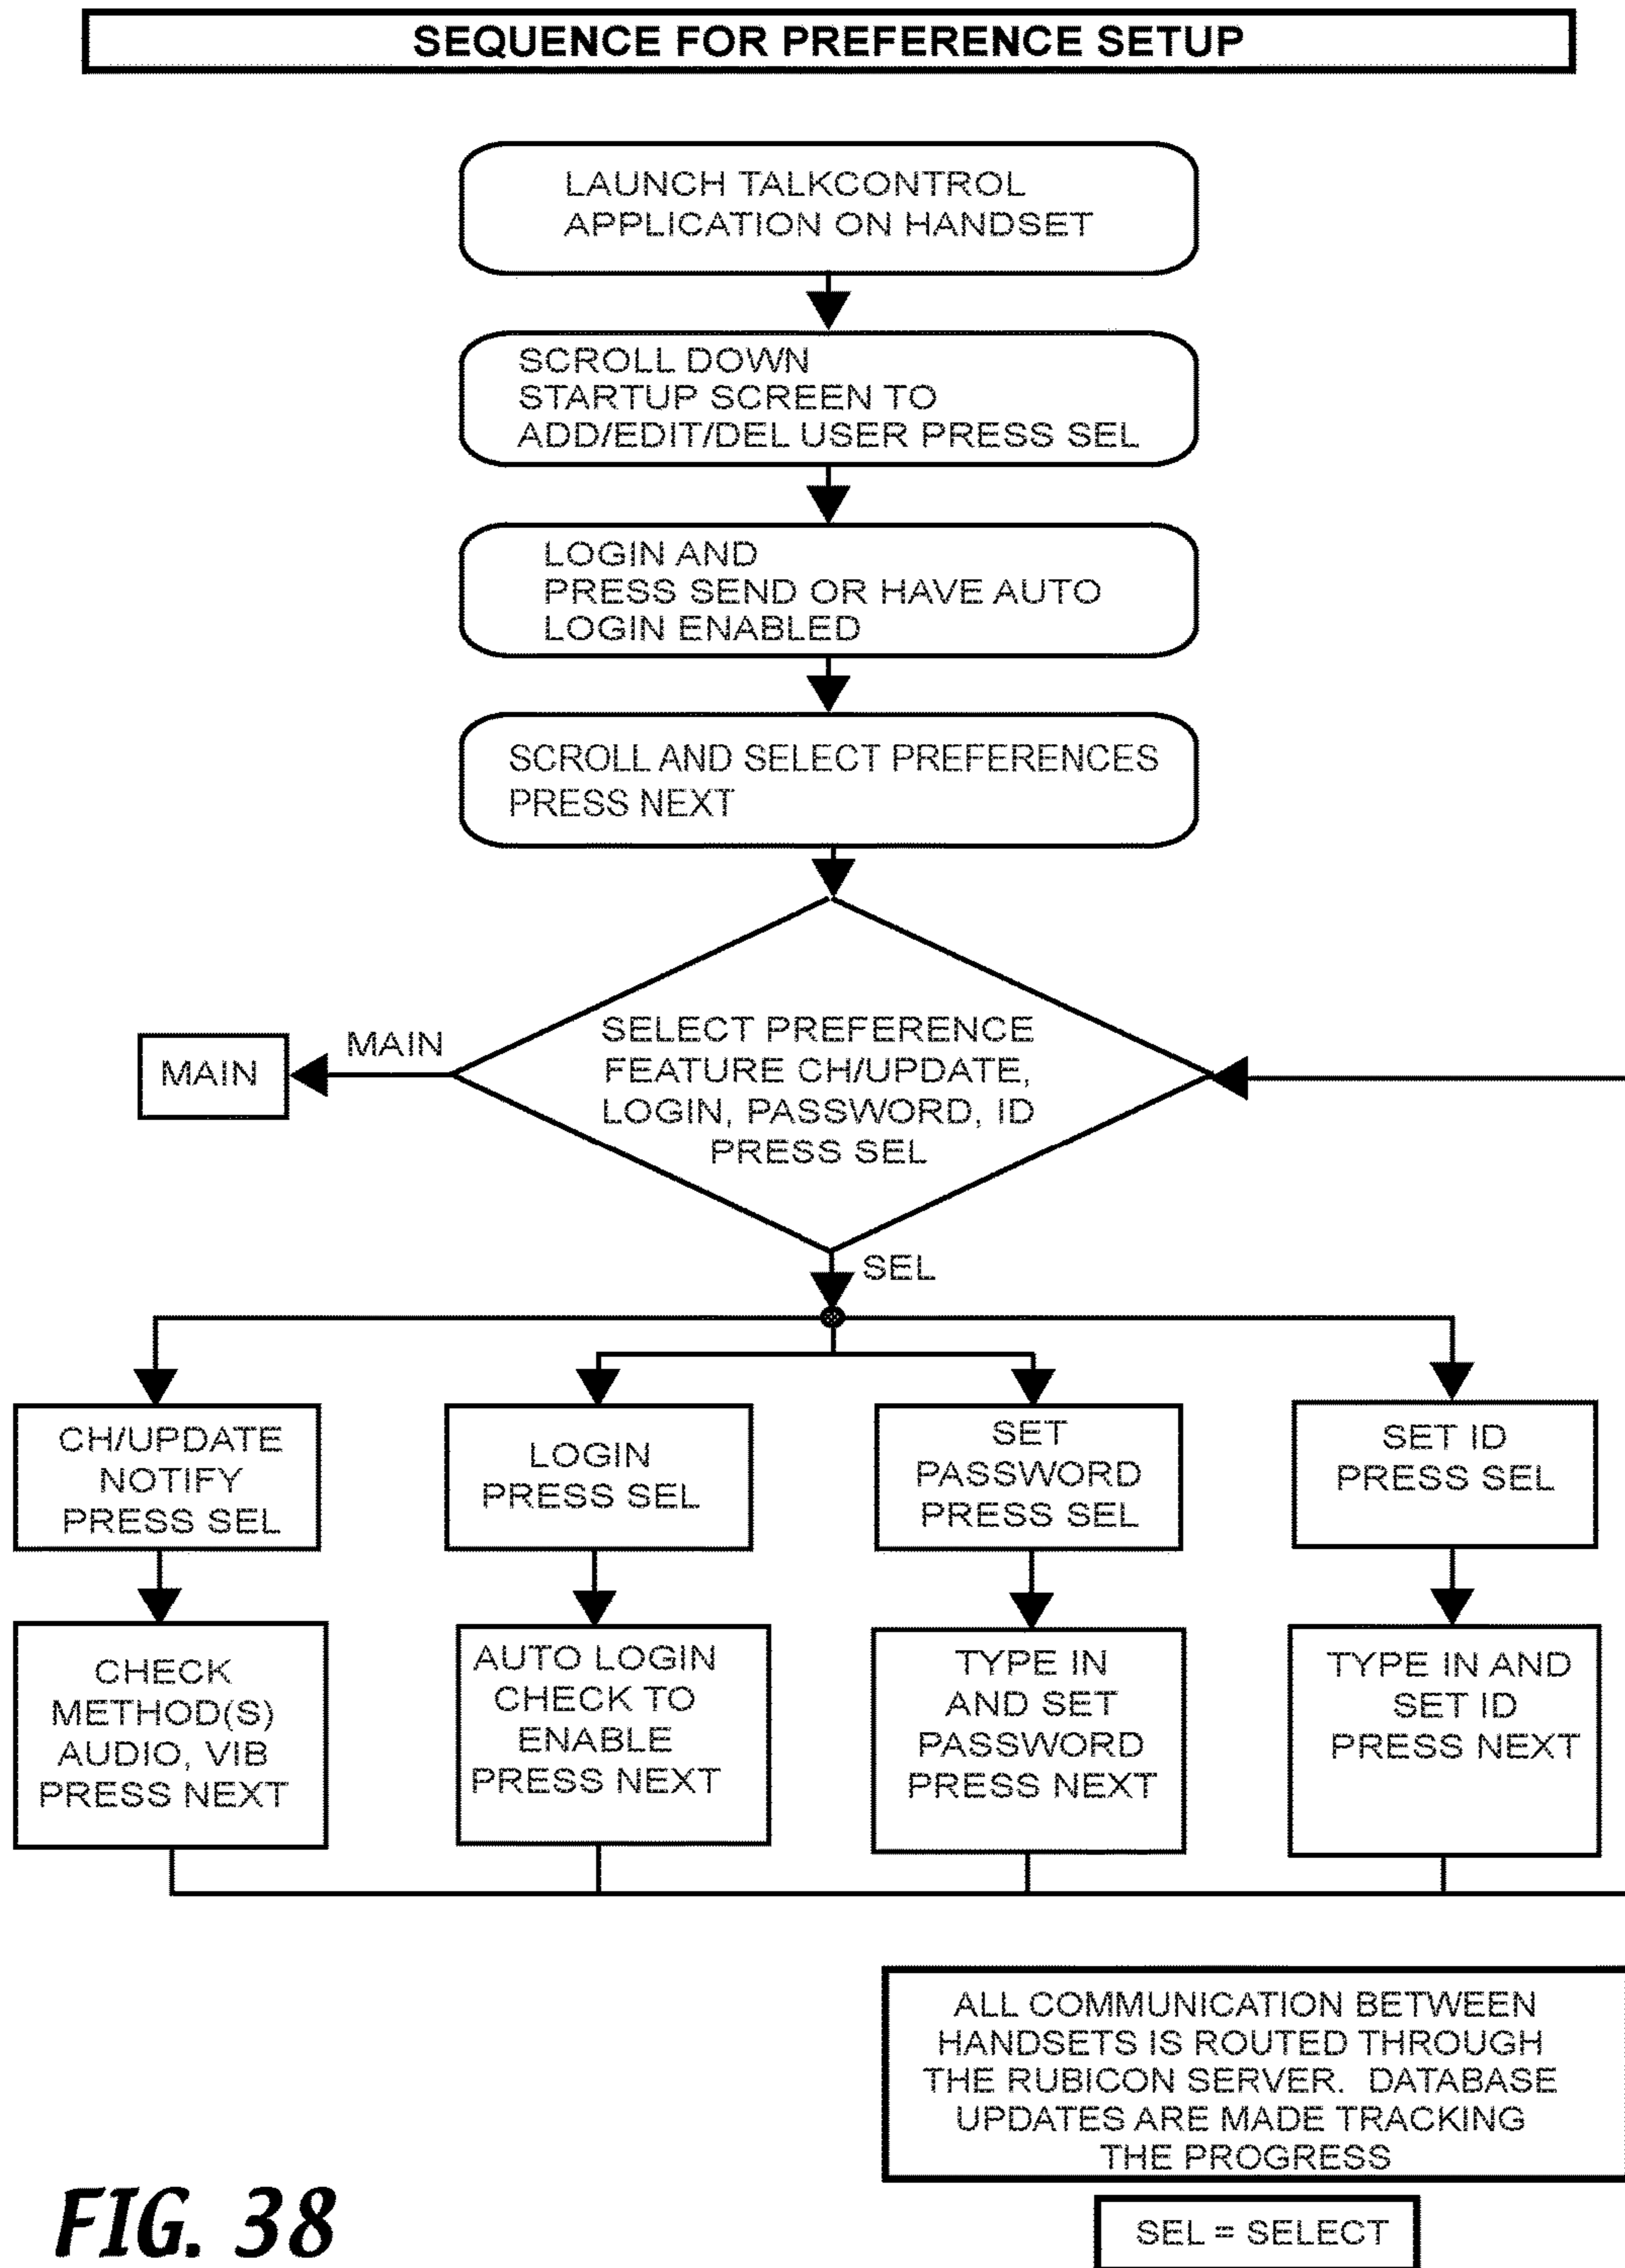 SEQUENCE FOR PREFERENCE SETUP
LAUNCH TALKCONTROL
APPLICATION ON HANDSET
SCROLL DOWN
STARTUP SCREEN TO
ADD/EDIT/DEL USER PRESS SEL
LOGIN AND
PRESS SEND OR HAVE AUTO
LOGIN ENABLED
SCROLL AND SELECT PREFERENCES
PRESS NEXT
MAIN
MAIN
SELECT PREFERENCE
FEATURE CH/UPDATE,
LOGIN, PASSWORD, ID
PRESS SEL
SEL
CH/UPDATE
NOTIFY
PRESS SEL
LOGIN
PRESS SEL
SET
PASSWORD
PRESS SEL
SET ID
PRESS SEL
CHECK
METHOD(S)
AUDIO, VIB
PRESS NEXT
AUTO LOGIN
CHECK TO
ENABLE
PRESS NEXT
TYPE IN
AND SET
PASSWORD
PRESS NEXT
TYPE IN AND
SET ID
PRESS NEXT
ALL COMMUNICATION BETWEEN
HANDSETS IS ROUTED THROUGH
THE RUBICON SERVER.  DATABASE
UPDATES ARE MADE TRACKING
THE PROGRESS
SEL = SELECT
FIG. 38